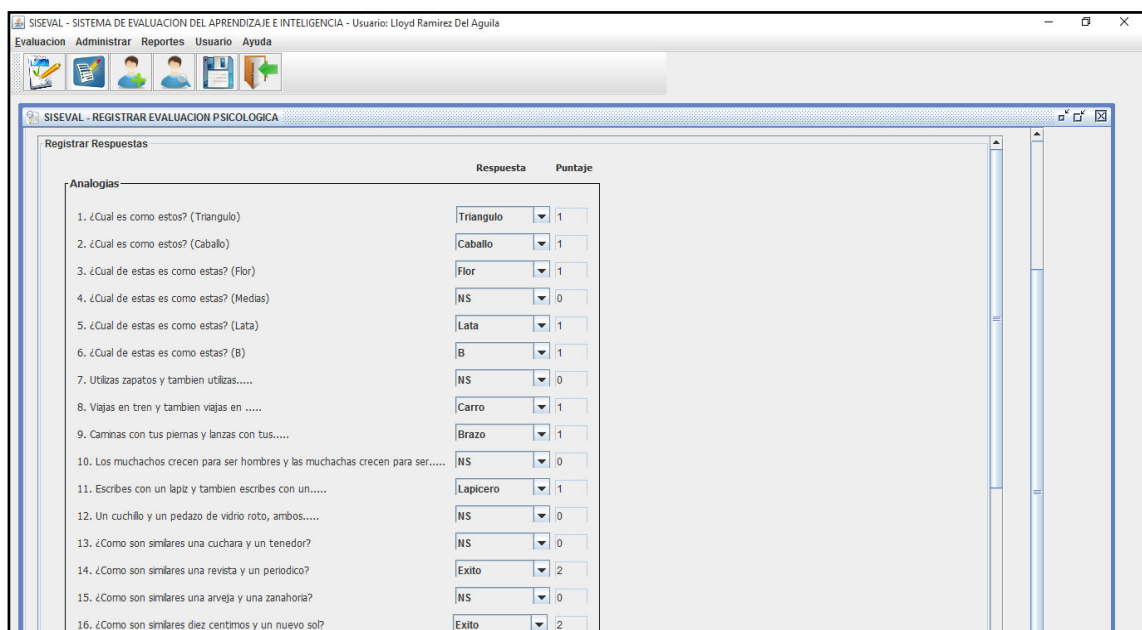 SISEVAL - SISTEMA DE EVALUACION DEL APRENDIZAJE E INTELIGENCIA - Usuario: Lloyd Ramirez Del Aguila
Evaluacion Administrar Reportes Usuario Ayuda
SISEVAL - REGISTRAR EVALUACION PSICOLOGICA
Registrar Respuestas
Respuesta Puntaje
Analogias
1. ¿Cual es como estos? (Triangulo) Triangulo 1
2. ¿Cual es como estos? (Caballo) Caballo 1
3. ¿Cual de estas es como estas? (Flor) Flor 1
4. ¿Cual de estas es como estas? (Medias) NS 0
5. ¿Cual de estas es como estas? (Lata) Lata 1
6. ¿Cual de estas es como estas? (B) B 1
7. Utilizas zapatos y tambien utilizas..... NS 0
8. Viajas en tren y tambien viajas en ..... Carro 1
9. Caminas con tus piernas y lanzas con tus..... Brazo 1
10. Los muchachos crecen para ser hombres y las muchachas crecen para ser..... NS 0
11. Escribes con un lapiz y tambien escribes con un..... Lapicero 1
12. Un cuchillo y un pedazo de vidrio roto, ambos..... NS 0
13. ¿Como son similares una cuchara y un tenedor? NS 0
14. ¿Como son similares una revista y un periodico? Exito 2
15. ¿Como son similares una arveja y una zanahoria? NS 0
16. ¿Como son similares diez centimos y un nuevo sol? Exito 2